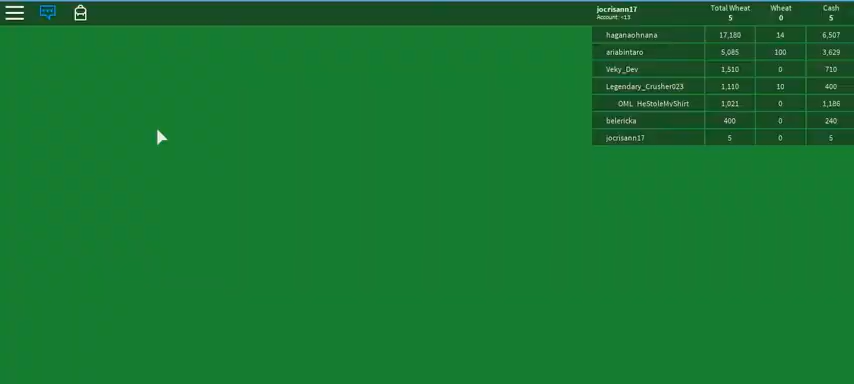 jocrisann17 Total Wheat Wheat Cash
Account: <13 5 0 5
haganaohnana 17,180 14 6,507
ariabintaro 5,085 100 3,629
Veky_Dev 1,510 0 710
Legendary_Crusher023 1,110 10 400
OML_HeStoleMyShirt 1,021 0 1,186
belericka 400 0 240
jocrisann17 5 0 5